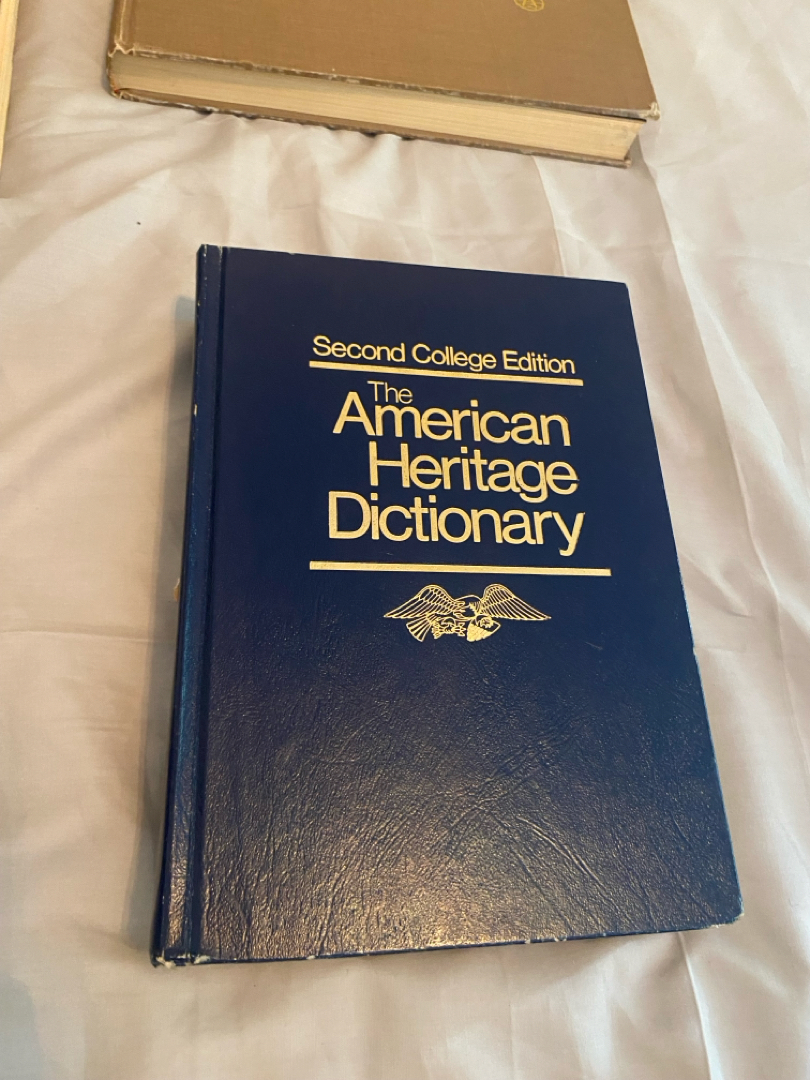 Second College Edition
The
American
Heritage
Dictionary